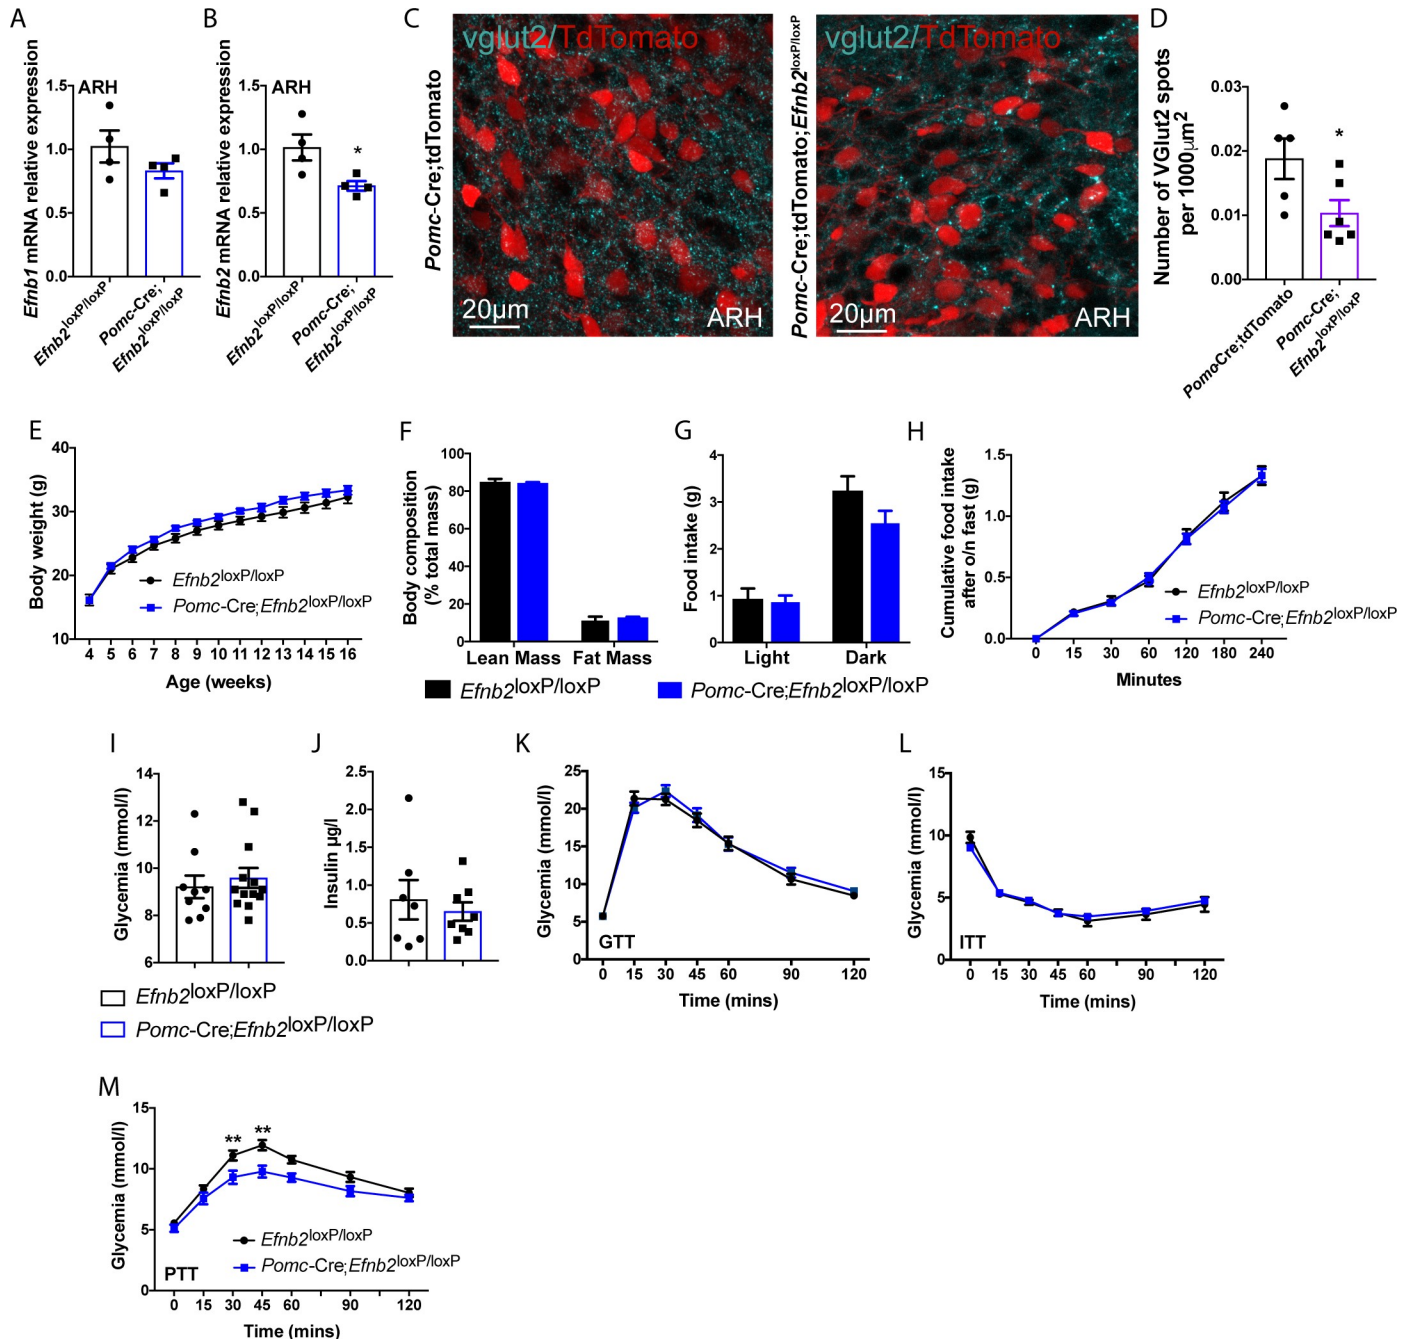 A
Efnb1 mRNA relative expression
1.5
1.0
0.5
0.0
ARH
Efnb2loxP/loxP
Pomc-Cre;
Efnb2loxP/loxP
B
Efnb2 mRNA relative expression
1.5
1.0
0.5
0.0
ARH
*
Efnb2loxP/loxP
Pomc-Cre;
Efnb2loxP/loxP
C
Pomc-Cre;tdTomato
vglut2/TdTomato
20µm
ARH
Pomc-Cre;tdTomato;Efnb2loxP/loxP
vglut2/TdTomato
20µm
ARH
D
Number of VGlut2 spots
per 1000µm2
0.03
0.02
0.01
0.00
*
PomoCre;tdTomato
Pomc-Cre;
Efnb2loxP/loxP
E
Body weight (g)
40
30
20
10
Efnb2loxP/loxP
Pomc-Cre;Efnb2loxP/loxP
4 5 6 7 8 9 10 11 12 13 14 15 16
Age (weeks)
F
Body composition
(% total mass)
100
80
60
40
20
0
Lean Mass Fat Mass
G
Food intake (g)
4
3
2
1
0
Light Dark
Efnb2loxP/loxP
Pomc-Cre;Efnb2loxP/loxP
H
Cumulative food intake
after o/n fast (g)
1.5
1.0
0.5
0.0
Efnb2loxP/loxP
Pomc-Cre;Efnb2loxP/loxP
0 15 30 60 120 180 240
Minutes
I
Glycemia (mmol/l)
14
12
10
8
6
J
Insulin µg/l
2.5
2.0
1.5
1.0
0.5
0.0
Efnb2loxP/loxP
Pomc-Cre;Efnb2loxP/loxP
K
Glycemia (mmol/l)
25
20
15
10
5
0
GTT
0 15 30 45 60 90 120
Time (mins)
L
Glycemia (mmol/l)
15
10
5
0
ITT
0 15 30 45 60 90 120
Time (mins)
M
Glycemia (mmol/l)
15
10
5
0
** **
Efnb2loxP/loxP
Pomc-Cre;Efnb2loxP/loxP
PTT
0 15 30 45 60 90 120
Time (mins)